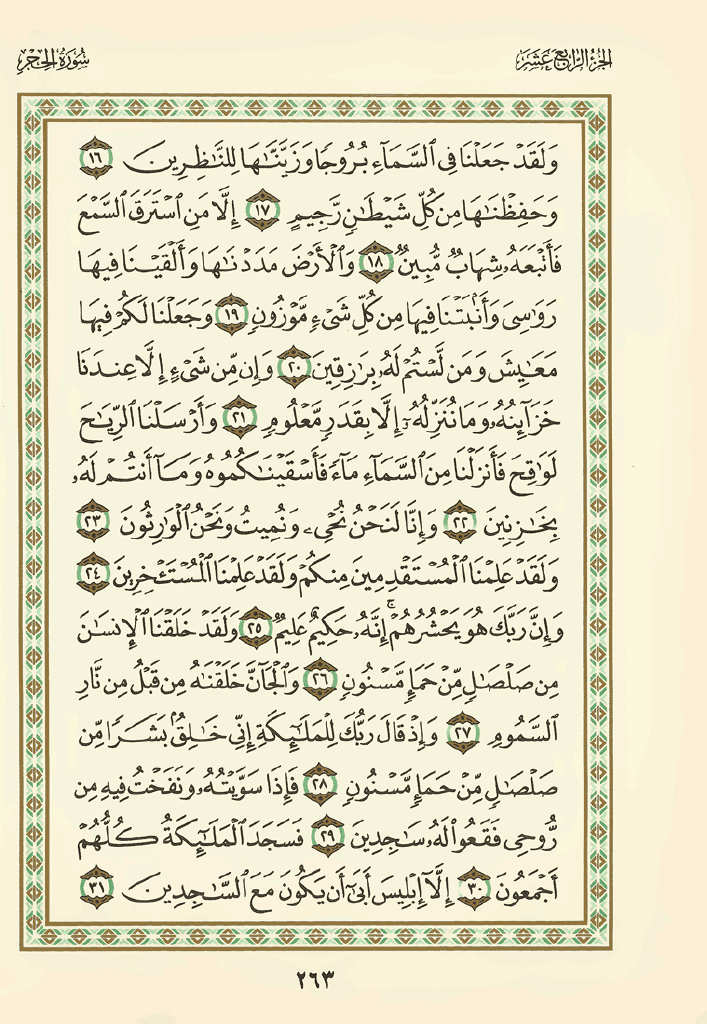 سُورَةُ الحِجْرِ
الجُزْءُ الرَّابِعَ عَشَرَ
وَلَقَدْ جَعَلْنَا فِي ٱلسَّمَآءِ بُرُوجًا وَزَيَّنَّٰهَا لِلنَّٰظِرِينَ ١٦
وَحَفِظْنَٰهَا مِن كُلِّ شَيْطَٰنٍ رَّجِيمٍ ١٧ إِلَّا مَنِ ٱسْتَرَقَ ٱلسَّمْعَ
فَأَتْبَعَهُۥ شِهَابٌ مُّبِينٌ ١٨ وَٱلْأَرْضَ مَدَدْنَٰهَا وَأَلْقَيْنَا فِيهَا
رَوَٰسِىَ وَأَنۢبَتْنَا فِيهَا مِن كُلِّ شَىْءٍ مَّوْزُونٍ ١٩ وَجَعَلْنَا لَكُمْ فِيهَا
مَعَٰيِشَ وَمَن لَّسْتُمْ لَهُۥ بِرَٰزِقِينَ ٢٠ وَإِن مِّن شَىْءٍ إِلَّا عِندَنَا
خَزَآئِنُهُۥ وَمَا نُنَزِّلُهُۥٓ إِلَّا بِقَدَرٍ مَّعْلُومٍ ٢١ وَأَرْسَلْنَا ٱلرِّيَٰحَ
لَوَٰقِحَ فَأَنزَلْنَا مِنَ ٱلسَّمَآءِ مَآءً فَأَسْقَيْنَٰكُمُوهُ وَمَآ أَنتُمْ لَهُۥ
بِخَٰزِنِينَ ٢٢ وَإِنَّا لَنَحْنُ نُحْىِۦ وَنُمِيتُ وَنَحْنُ ٱلْوَٰرِثُونَ ٢٣
وَلَقَدْ عَلِمْنَا ٱلْمُسْتَقْدِمِينَ مِنكُمْ وَلَقَدْ عَلِمْنَا ٱلْمُسْتَـْٔخِرِينَ ٢٤
وَإِنَّ رَبَّكَ هُوَ يَحْشُرُهُمْ ۚ إِنَّهُۥ حَكِيمٌ عَلِيمٌ ٢٥ وَلَقَدْ خَلَقْنَا ٱلْإِنسَٰنَ
مِن صَلْصَٰلٍ مِّنْ حَمَإٍ مَّسْنُونٍ ٢٦ وَٱلْجَآنَّ خَلَقْنَٰهُ مِن قَبْلُ مِن نَّارِ
ٱلسَّمُومِ ٢٧ وَإِذْ قَالَ رَبُّكَ لِلْمَلَٰٓئِكَةِ إِنِّى خَٰلِقٌۢ بَشَرًا مِّن
صَلْصَٰلٍ مِّنْ حَمَإٍ مَّسْنُونٍ ٢٨ فَإِذَا سَوَّيْتُهُۥ وَنَفَخْتُ فِيهِ مِن
رُّوحِى فَقَعُوا۟ لَهُۥ سَٰجِدِينَ ٢٩ فَسَجَدَ ٱلْمَلَٰٓئِكَةُ كُلُّهُمْ
أَجْمَعُونَ ٣٠ إِلَّآ إِبْلِيسَ أَبَىٰٓ أَن يَكُونَ مَعَ ٱلسَّٰجِدِينَ ٣١
٢٦٣